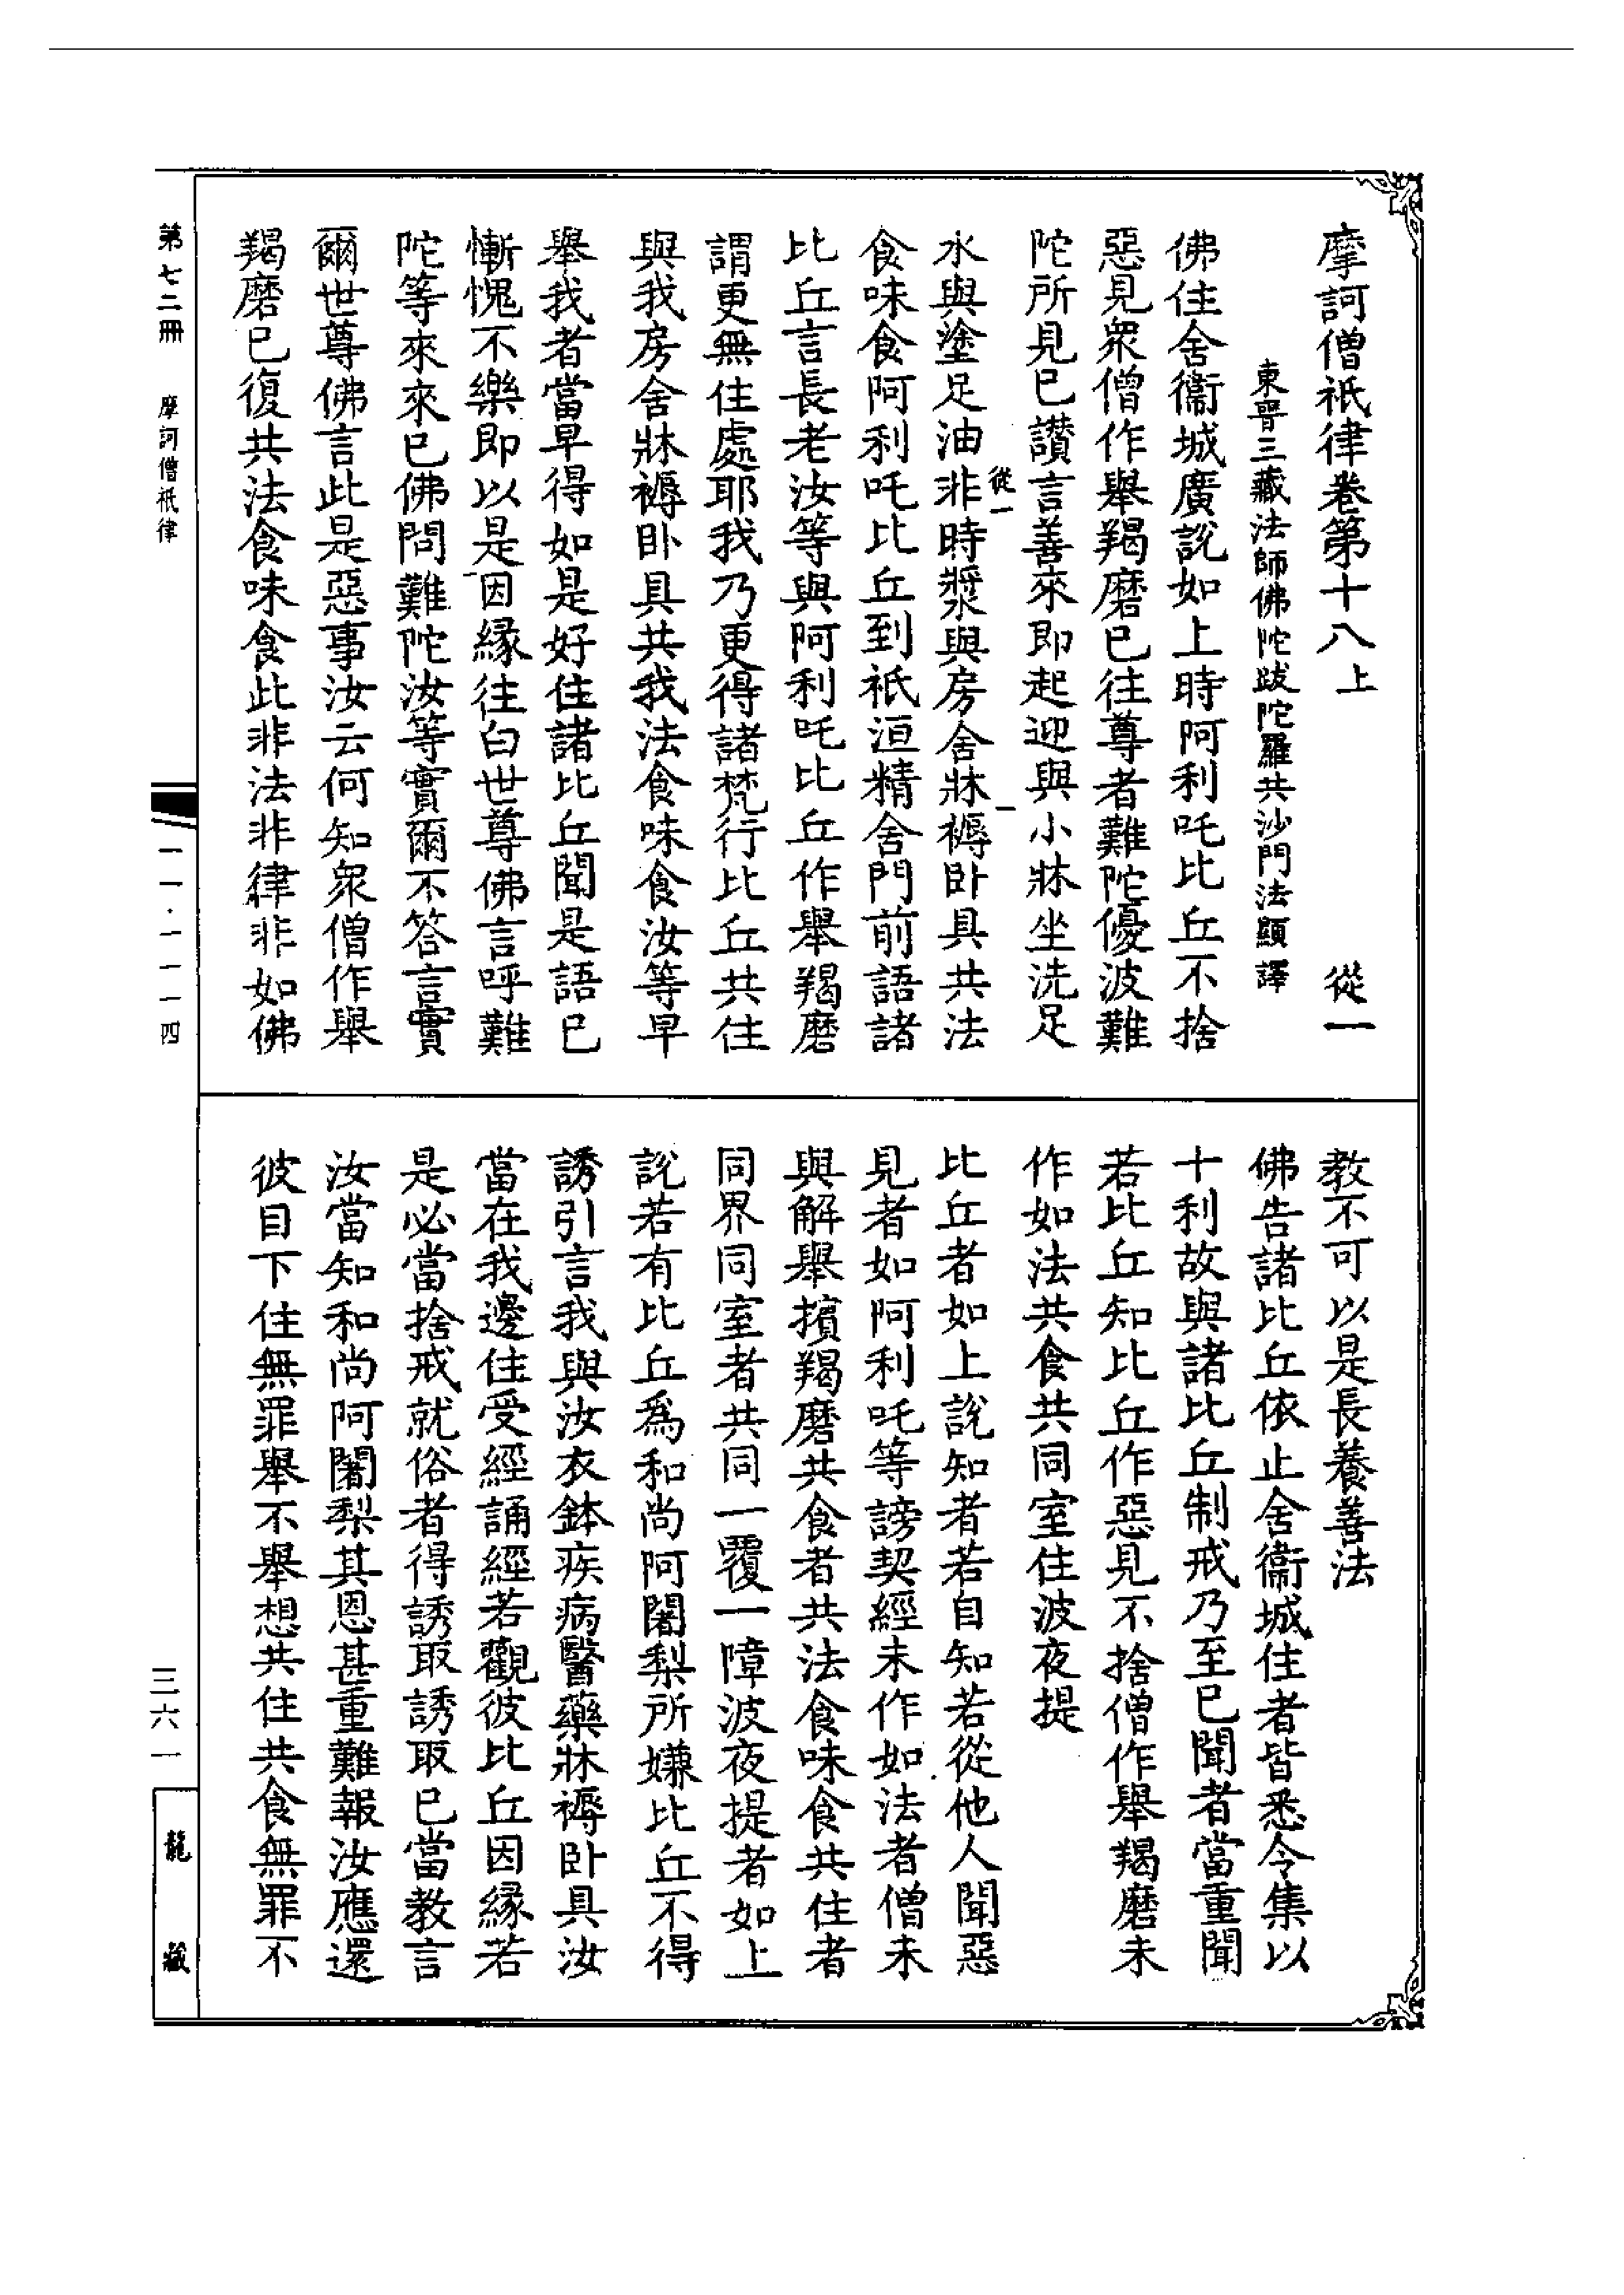 摩訶僧祇律卷第十八上 從一
東晉三藏法師佛陀跋陀羅共沙門法顯譯
佛住舍衞城廣說如上時阿利吒比丘不捨
惡見衆僧作舉羯磨已往尊者難陀優波難
陀所見已讃言善來即起迎與小牀坐洗足
從一 一
水與塗足油非時漿與房舍牀褥卧具共法
食味食阿利吒比丘到祇洹精舍門前語諸
比丘言長老汝等與阿利吒比丘作舉羯磨
謂更無住處耶我乃更得諸梵行比丘共住
與我房舍牀褥卧具共我法食味食汝等早
舉我者當早得如是好住諸比丘聞是語已
慚愧不樂即以是因緣往白世尊佛言呼難
陀等來來已佛問難陀汝等實爾不答言實
爾世尊佛言此是惡事汝云何知衆僧作舉
羯磨已復共法食味食此非法非律非如佛
教不可以是長養善法
佛告諸比丘依止舍衞城住者皆悉令集以
十利故與諸比丘制戒乃至已聞者當重聞
若比丘知比丘作惡見不捨僧作舉羯磨未
作如法共食共同室住波夜提
比丘者如上說知者若自知若從他人聞惡
見者如阿利吒等謗契經未作如法者僧未
與解舉擯羯磨共食者共法食味食共住者
同界同室者共同一覆一障波夜提者如上
說若有比丘爲和尚阿闍梨所嫌比丘不得
誘引言我與汝衣鉢疾病醫藥牀褥卧具汝
當在我邊住受經誦經若觀彼比丘因緣若
是必當捨戒就俗者得誘取誘取已當教言
汝當知和尚阿闍梨其恩甚重難報汝應還
彼目下住無罪舉不舉想共住共食無罪不
第七二冊 摩訶僧祇律
一一·一一一四
三六一
龍藏